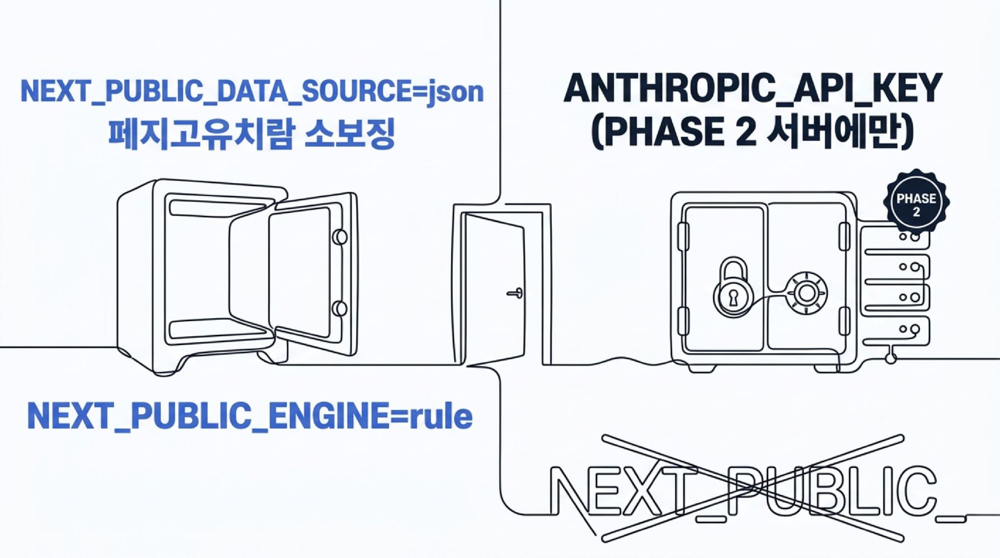 NEXT_PUBLIC_DATA_SOURCE=json
페지고유치람 소보징
NEXT_PUBLIC_ENGINE=rule
ANTHROPIC_API_KEY
(PHASE 2 서버에만)
PHASE
2
NEXT_PUBLIC_